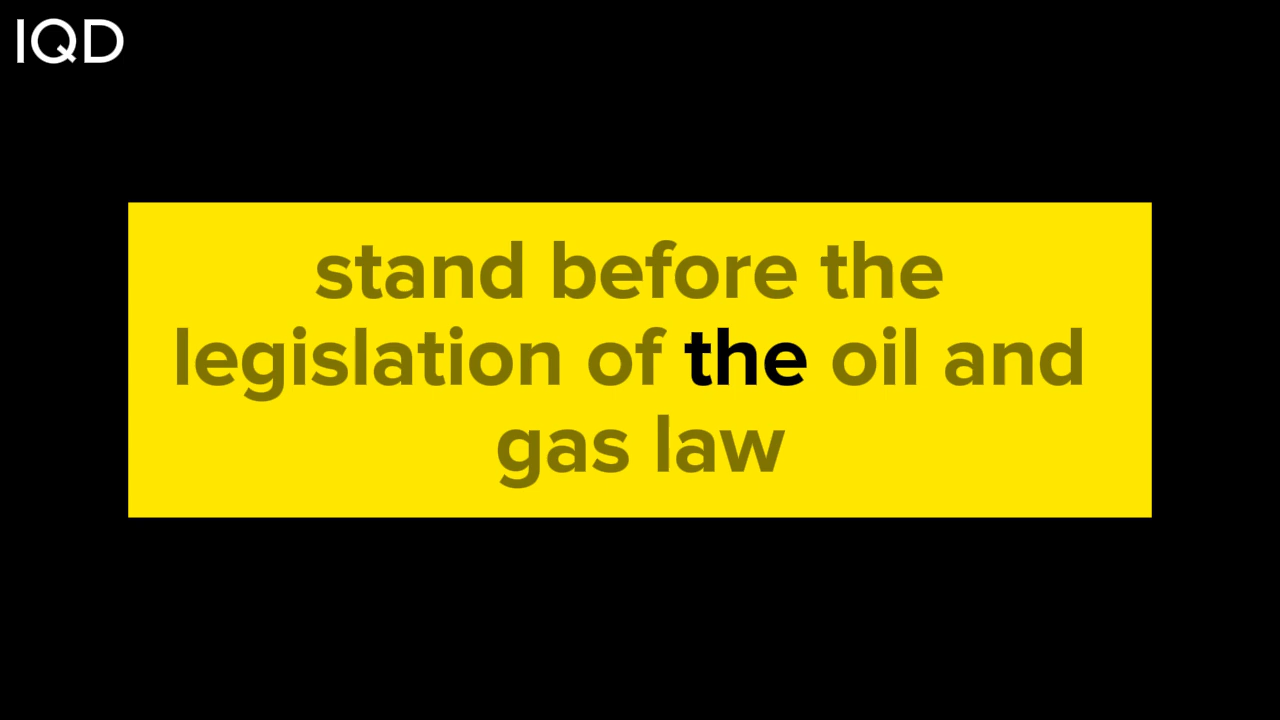 IQD
stand before the
legislation of the oil and
gas law